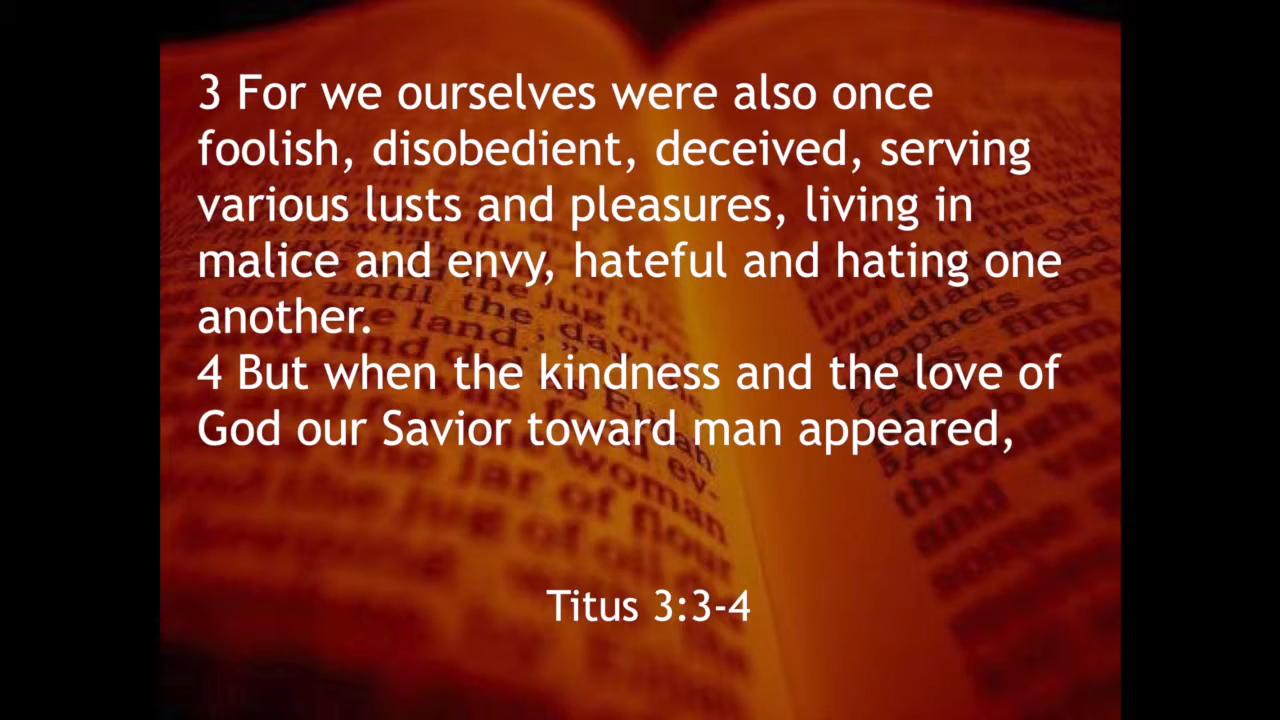 3 For we ourselves were also once
foolish, disobedient, deceived, serving
various lusts and pleasures, living in
malice and envy, hateful and hating one
another.
4 But when the kindness and the love of
God our Savior toward man appeared,
Titus 3:3-4